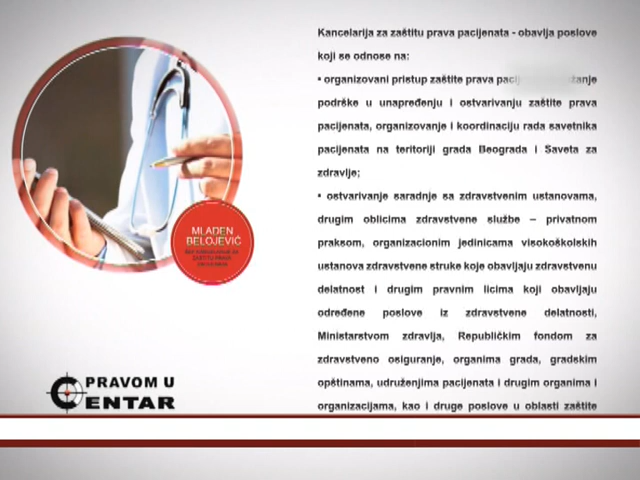 Kancelarija za zaštitu prava pacijenata - obavlja poslove
koji se odnose na:
• organizovani pristup zaštite prava
podrške u unapređenju i ostvarivanju zaštite prava
pacijenata, organizovanje i koordinaciju rada savetnika
pacijenata na teritoriji grada Beograda i Saveta za
zdravlje;
• ostvarivanje saradnje sa zdravstvenim ustanovama,
drugim oblicima zdravstvene službe – privatnom
praksom, organizacionim jedinicama visokoškolskih
ustanova zdravstvene struke koje obavljaju zdravstvenu
delatnost i drugim pravnim licima koji obavljaju
određene poslove iz zdravstvene delatnosti,
Ministarstvom zdravlja, Republičkim fondom za
zdravstveno osiguranje, organima grada, gradskim
opštinama, udruženjima pacijenata i drugim organima i
organizacijama, kao i druge poslove u oblasti zaštite
MLAĐEN
BELOJEVIĆ
PRAVOM U
CENTAR